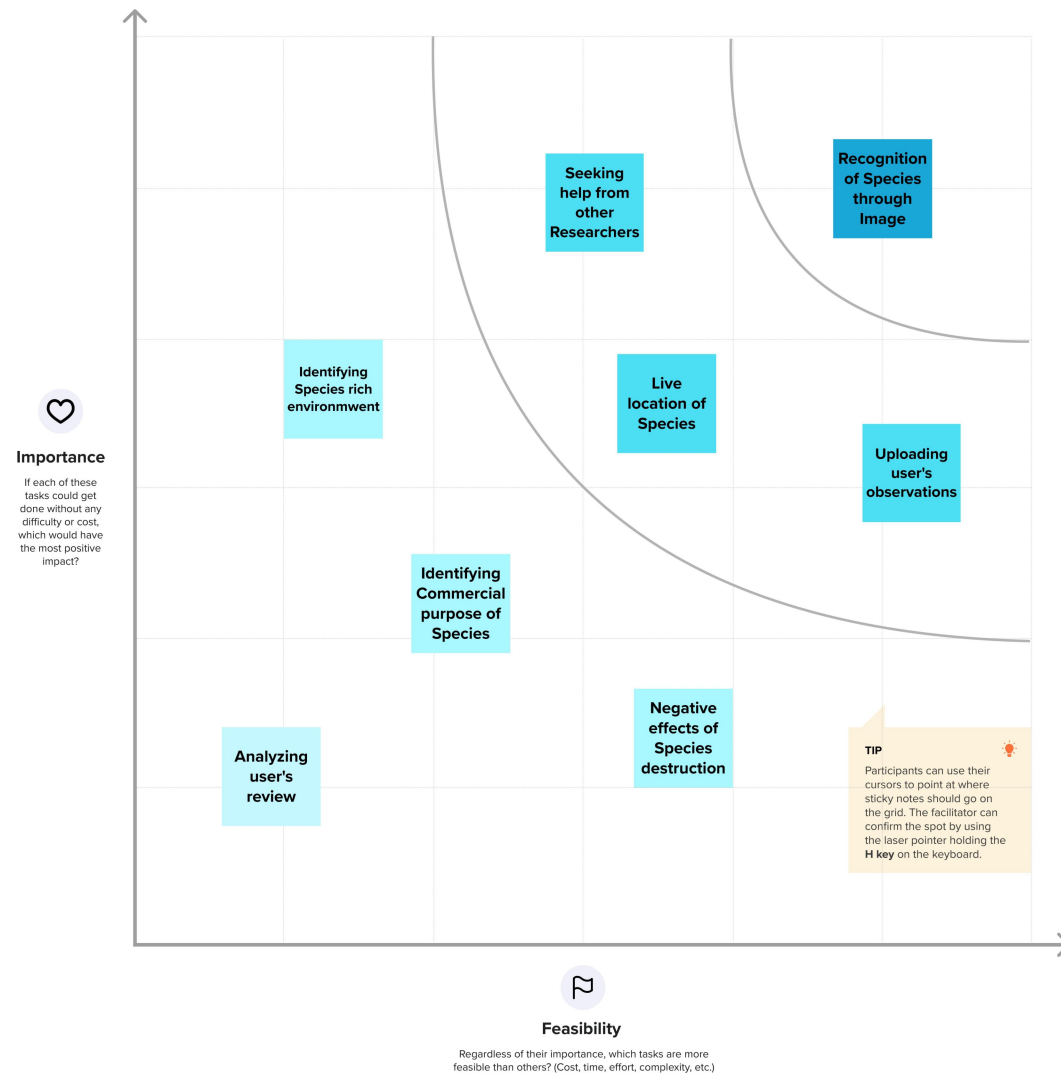 Seeking
help from
other
Researchers
Recognition
of Species
through
Image
Identifying
Species rich
environmwent
Live
location of
Species
Uploading
user's
observations
Importance
If each of these
tasks could get
done without any
difficulty or cost,
which would have
the most positive
impact?
Identifying
Commercial
purpose of
Species
Negative
effects of
Species
destruction
Analyzing
user's
review
TIP
Participants can use their
cursors to point at where
sticky notes should go on
the grid. The facilitator can
confirm the spot by using
the laser pointer holding the
H key on the keyboard.
Feasibility
Regardless of their importance, which tasks are more
feasible than others? (Cost, time, effort, complexity, etc.)